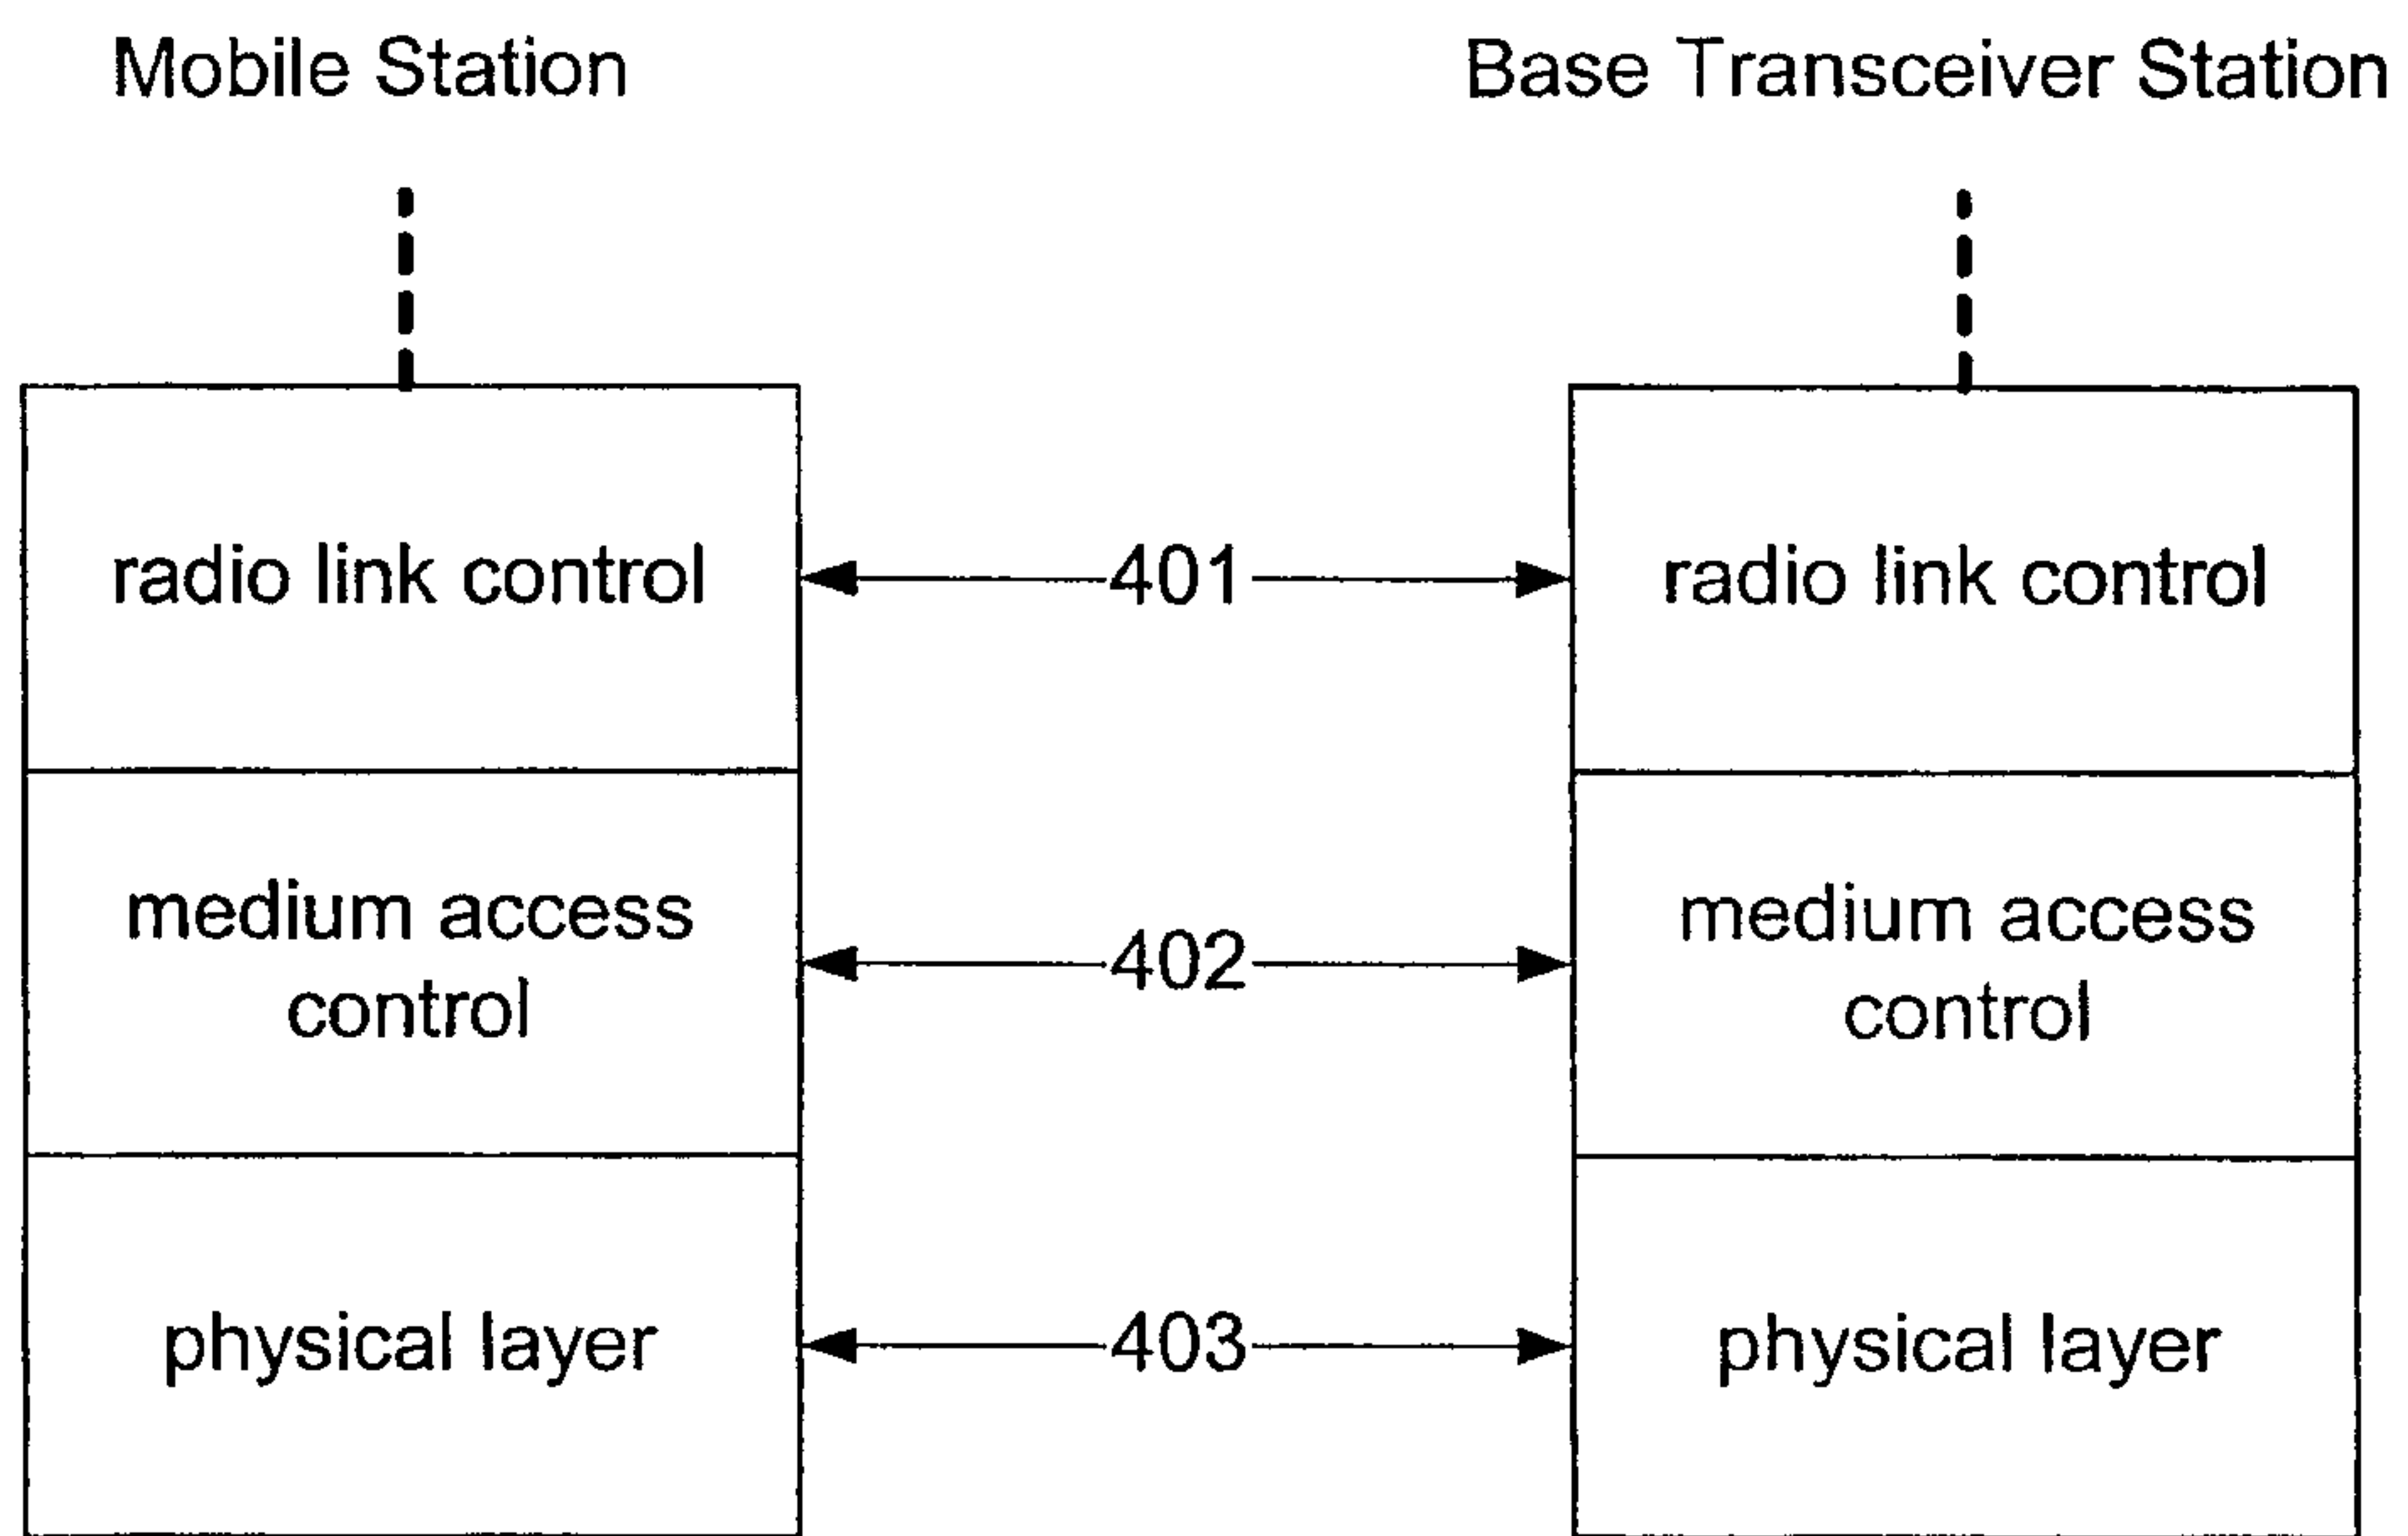 Mobile Station
Base Transceiver Station
radio link control
401
radio link control
medium access
control
402
medium access
control
physical layer
403
physical layer